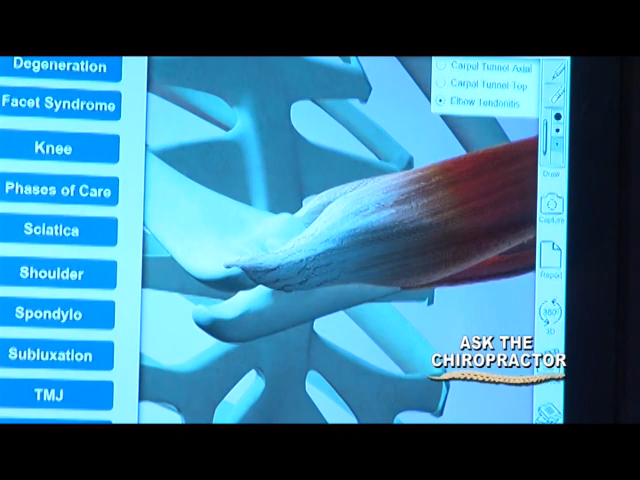 Degeneration
Facet Syndrome
Knee
Phases of Care
Sciatica
Shoulder
Spondylo
Subluxation
TMJ
Carpal Tunnel Axial
Carpal Tunnel Top
Elbow Tendonitis
Draw
Capture
Report
360°
3D
ASK THE
CHIROPRACTOR